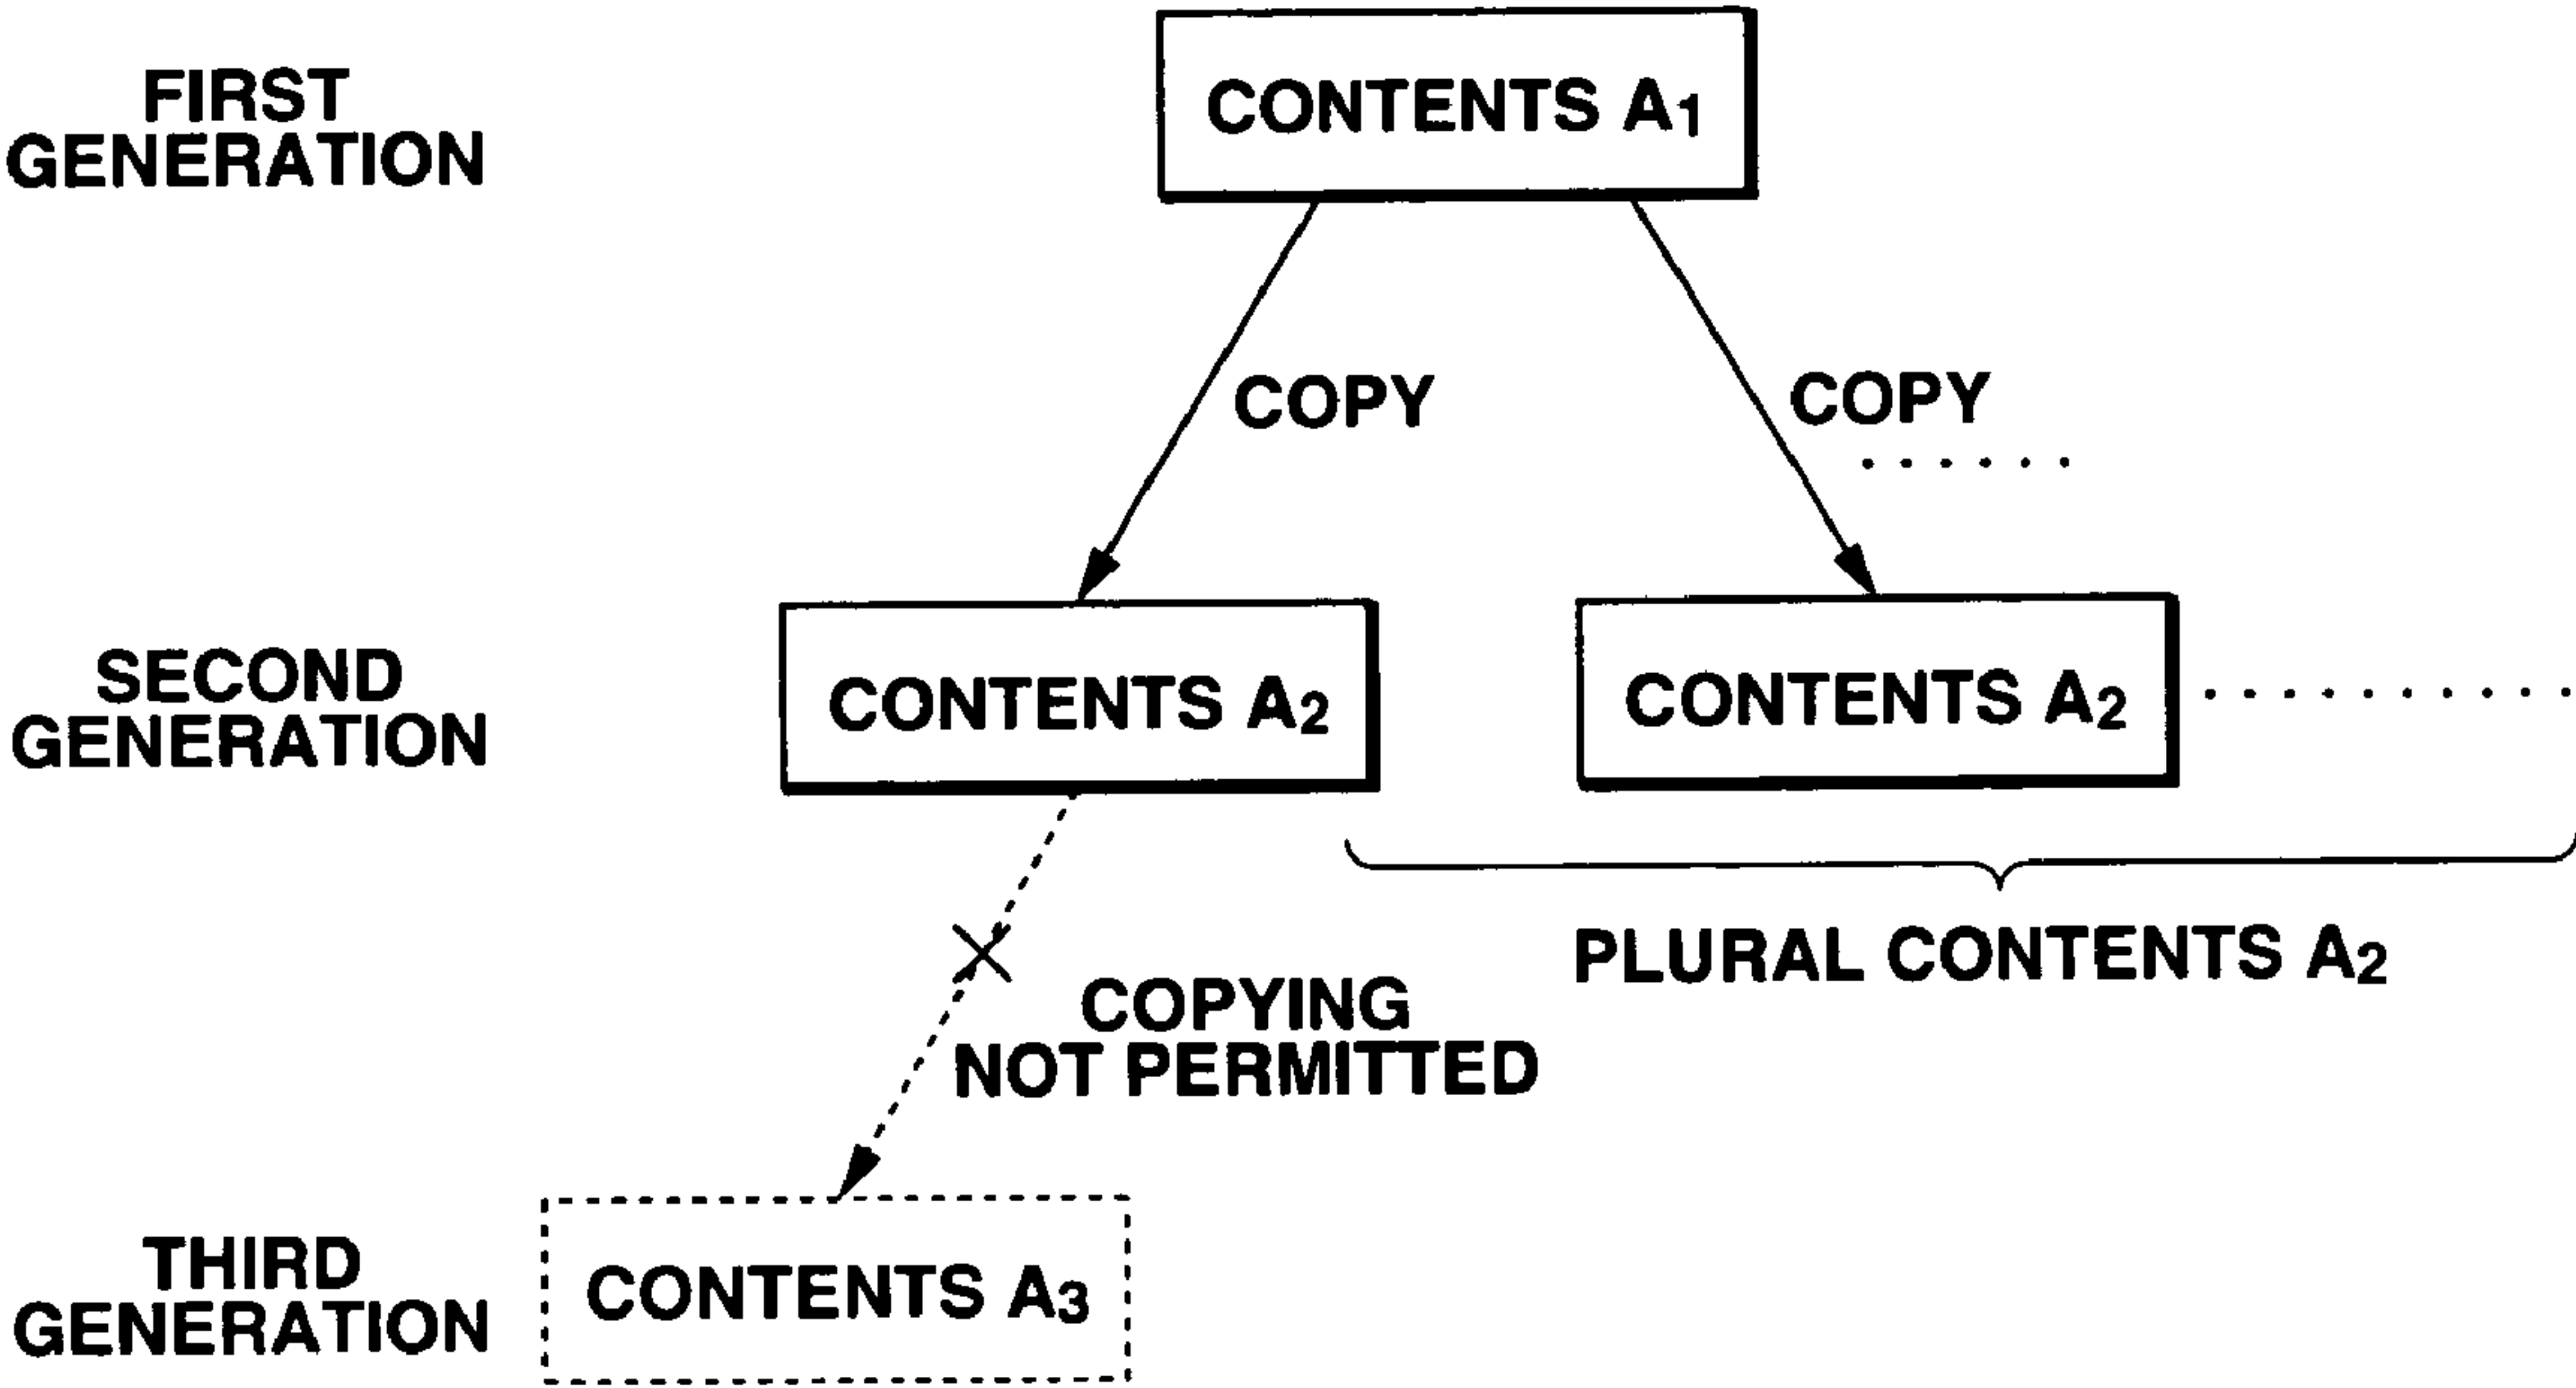 FIRST
GENERATION
CONTENTS A1
COPY
COPY
SECOND
GENERATION
CONTENTS A2
CONTENTS A2
PLURAL CONTENTS A2
COPYING
NOT PERMITTED
THIRD
GENERATION
CONTENTS A3